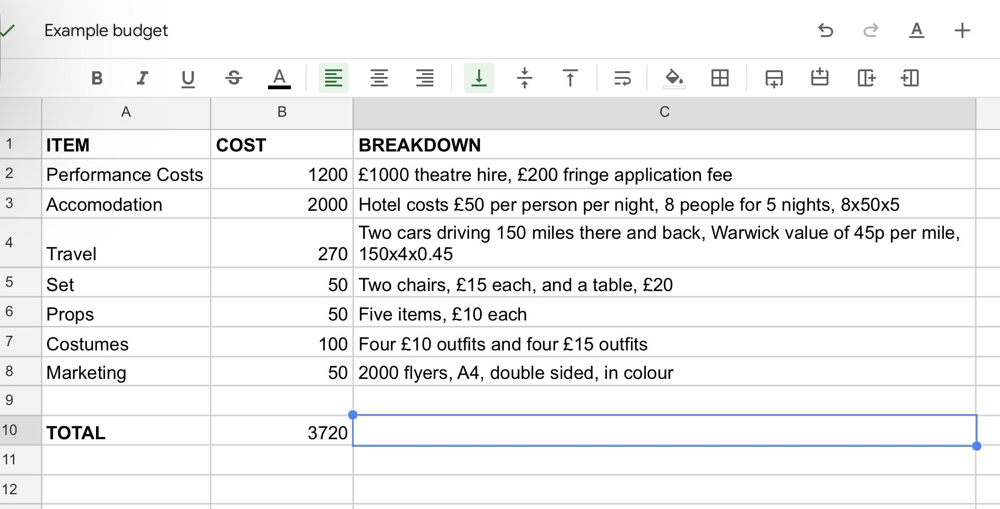 Example budget
B I U S A
A B C
1 ITEM COST BREAKDOWN
2 Performance Costs 1200 £1000 theatre hire, £200 fringe application fee
3 Accomodation 2000 Hotel costs £50 per person per night, 8 people for 5 nights, 8x50x5
4 Travel 270 Two cars driving 150 miles there and back, Warwick value of 45p per mile,
150x4x0.45
5 Set 50 Two chairs, £15 each, and a table, £20
6 Props 50 Five items, £10 each
7 Costumes 100 Four £10 outfits and four £15 outfits
8 Marketing 50 2000 flyers, A4, double sided, in colour
9
10 TOTAL 3720
11
12